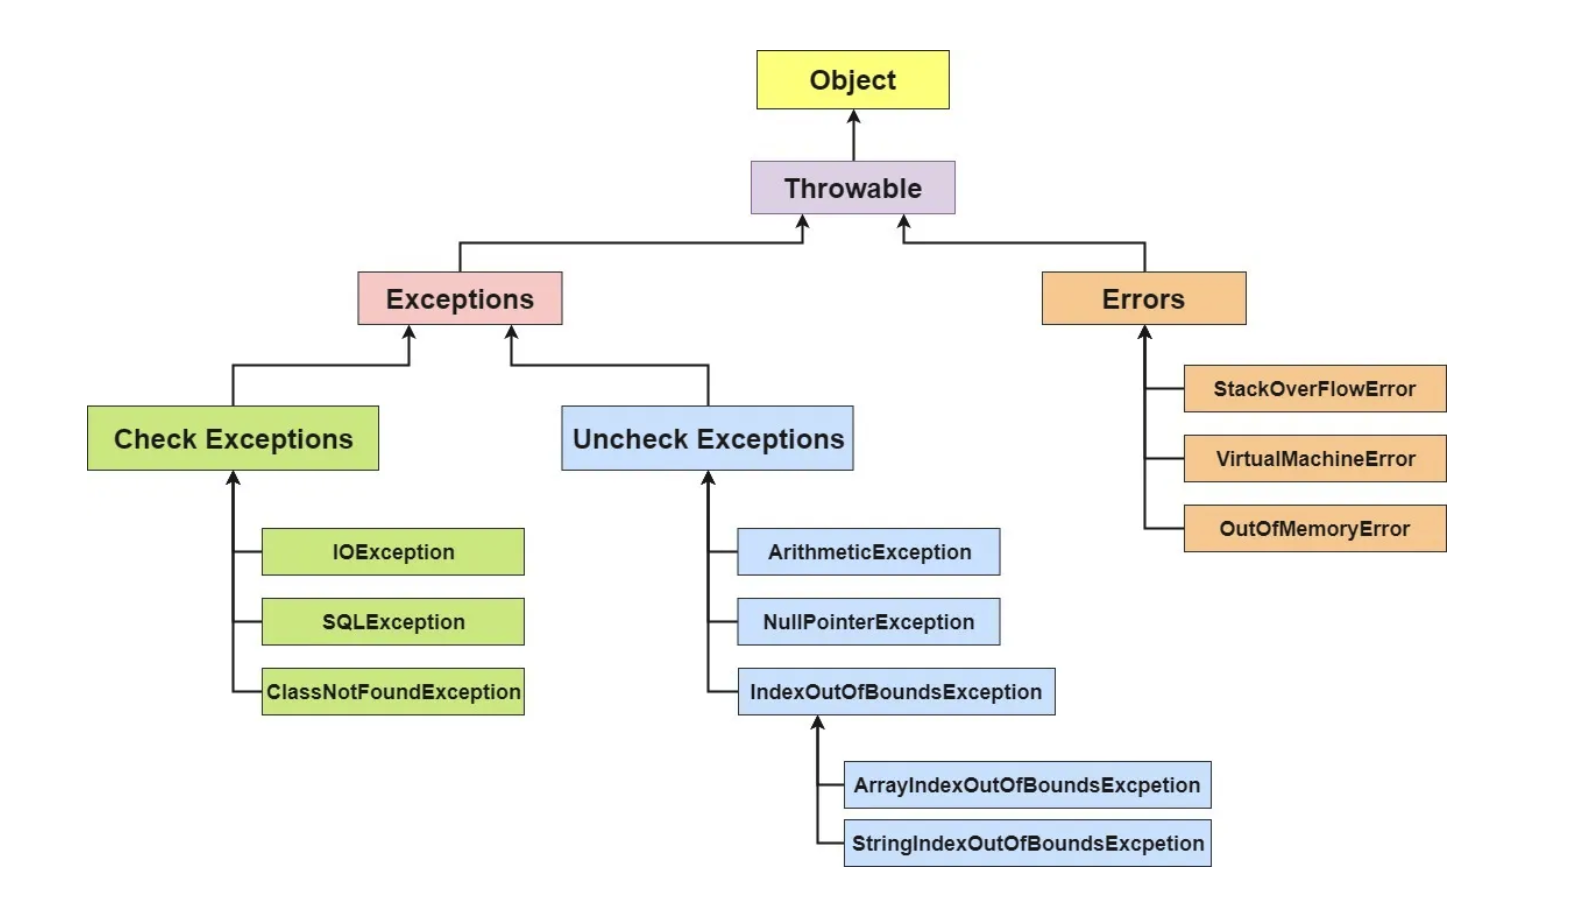 Object
Throwable
Exceptions
Errors
Check Exceptions
Uncheck Exceptions
StackOverFlowError
VirtualMachineError
OutOfMemoryError
IOException
SQLException
ClassNotFoundException
ArithmeticException
NullPointerException
IndexOutOfBoundsException
ArrayIndexOutOfBoundsExcpetion
StringIndexOutOfBoundsExcpetion